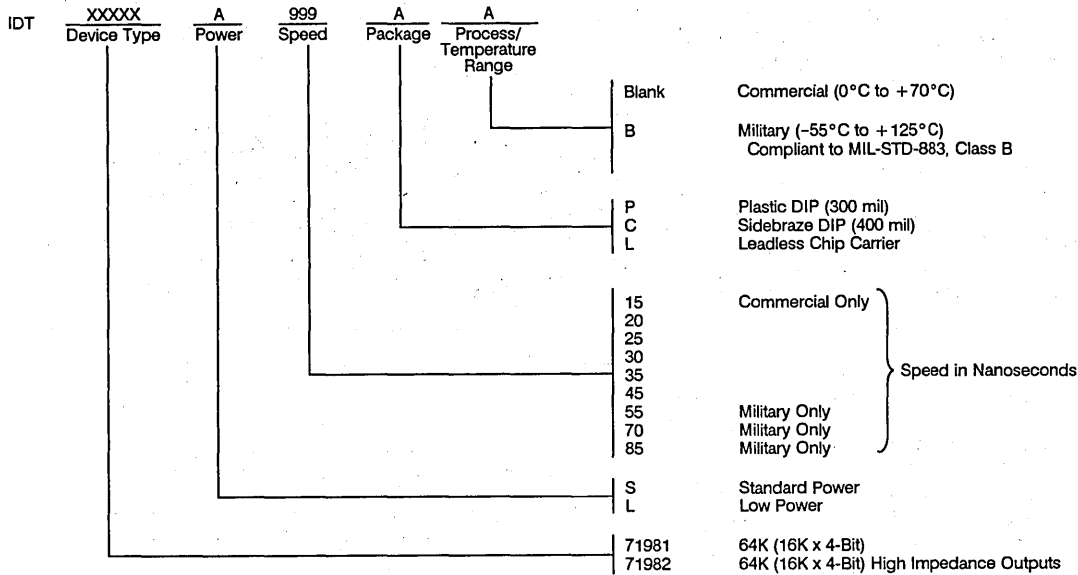 IDT XXXXX A 999 A A
Device Type Power Speed Package Process/
Temperature
Range
Blank Commercial (0°C to +70°C)
B Military (-55°C to +125°C)
Compliant to MIL-STD-883, Class B
P Plastic DIP (300 mil)
C Sidebraze DIP (400 mil)
L Leadless Chip Carrier
15 Commercial Only
20
25
30
35 Speed in Nanoseconds
45
55 Military Only
70 Military Only
85 Military Only
S Standard Power
L Low Power
71981 64K (16K x 4-Bit)
71982 64K (16K x 4-Bit) High Impedance Outputs